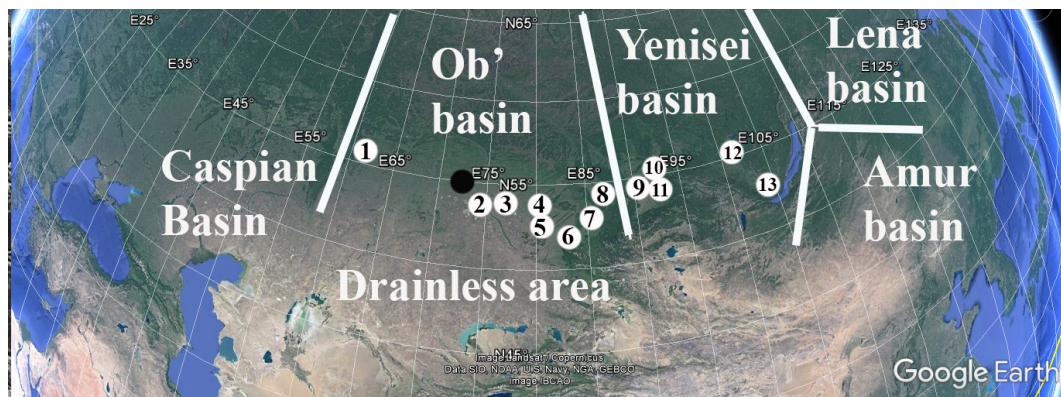 E25°
N65°
E135°
Ob'
basin
Yenisei
basin
Lena
basin
E35°
E125°
E45°
E115°
E55°
E105°
1
E65°
12
Caspian
Basin
E75°
E85°
E95°
10
N55°
13
2
3
4
5
6
7
8
9
11
Amur
basin
Drainless area
N45°
Image Landsat / Copernicus
Data SIO, NOAA, U.S. Navy, NGA, GEBCO
Image IBCAO
Google Earth